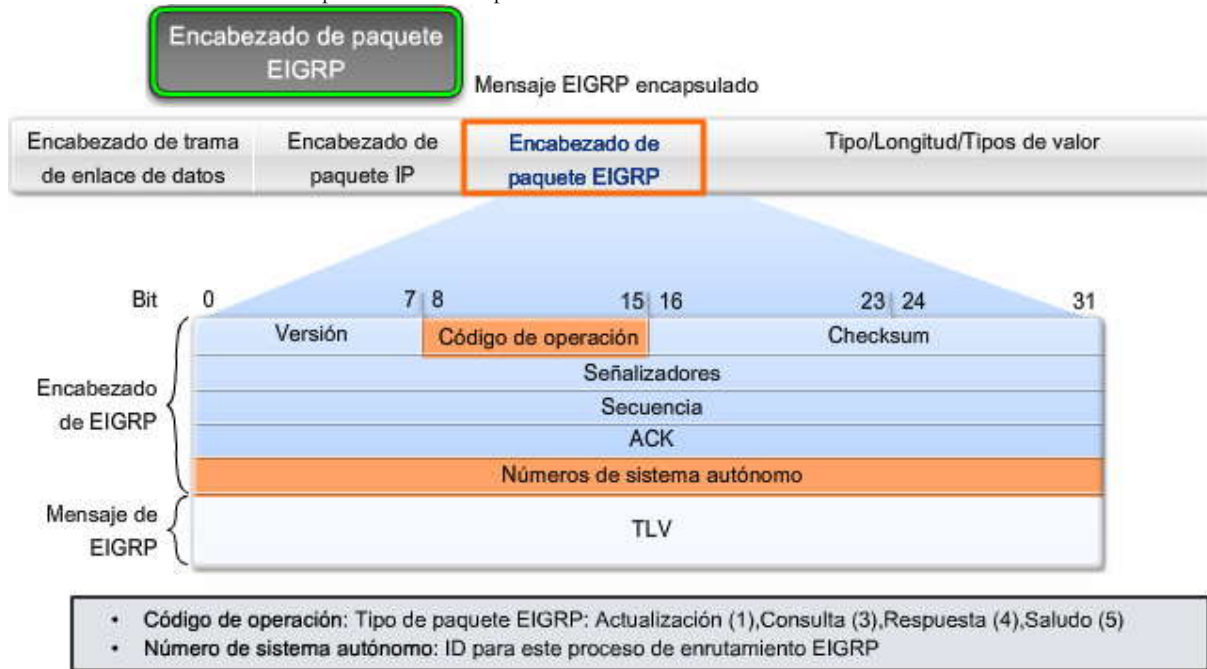 Encabezado de paquete
EIGRP
Mensaje EIGRP encapsulado
Encabezado de trama
de enlace de datos
Encabezado de
paquete IP
Encabezado de
paquete EIGRP
Tipo/Longitud/Tipos de valor
Bit 0 7 8 15 16 23 24 31
Versión Código de operación Checksum
Señalizadores
Encabezado
de EIGRP
Secuencia
ACK
Números de sistema autónomo
Mensaje de
EIGRP
TLV
• Código de operación: Tipo de paquete EIGRP: Actualización (1),Consulta (3),Respuesta (4),Saludo (5)
• Número de sistema autónomo: ID para este proceso de enrutamiento EIGRP